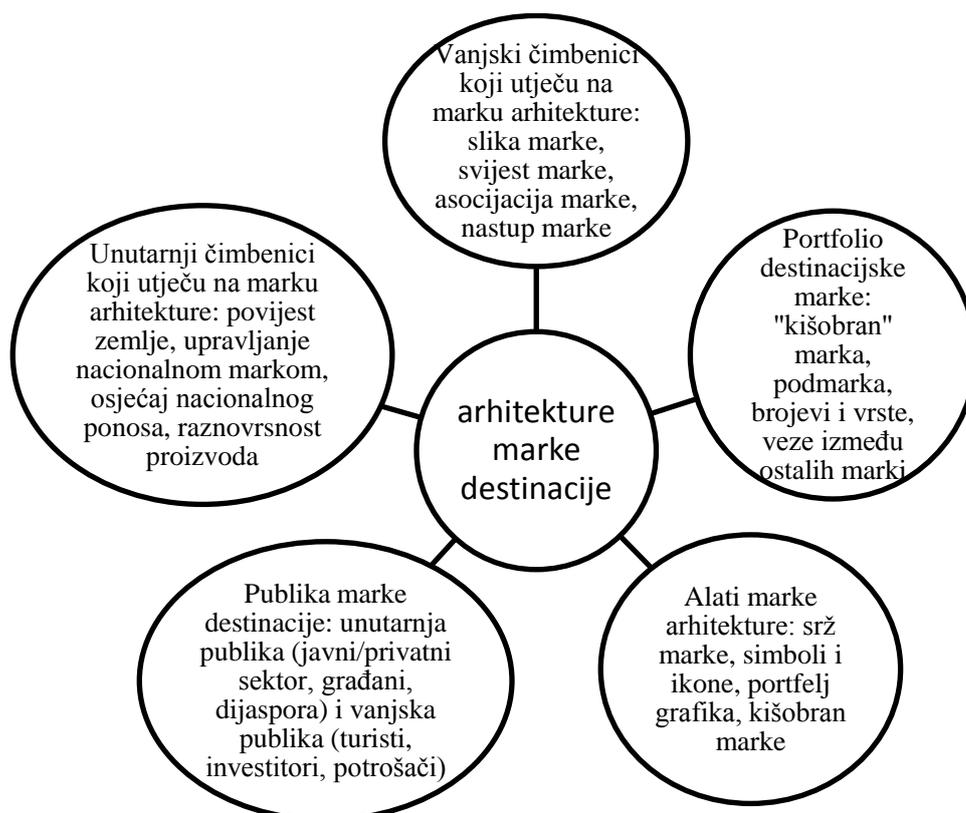 Vanjski čimbenici
koji utječu na
marku arhitekture:
slika marke,
svijest marke,
asocijacija marke,
nastup marke
Portfolio
destinacijske
marke:
"kišobran"
marka,
podmarka,
brojevi i vrste,
veze između
ostalih marki
Alati marke
arhitekture: srž
marke, simboli i
ikone, portfelj
grafika, kišobran
marke
Publika marke
destinacije: unutarnja
publika (javni/privatni
sektor, građani,
dijaspora) i vanjska
publika (turisti,
investitori, potrošači)
Unutarnji čimbenici
koji utječu na marku
arhitekture: povijest
zemlje, upravljanje
nacionalnom markom,
osjećaj nacionalnog
ponosa, raznovrsnost
proizvoda
arhitekture
marke
destinacije